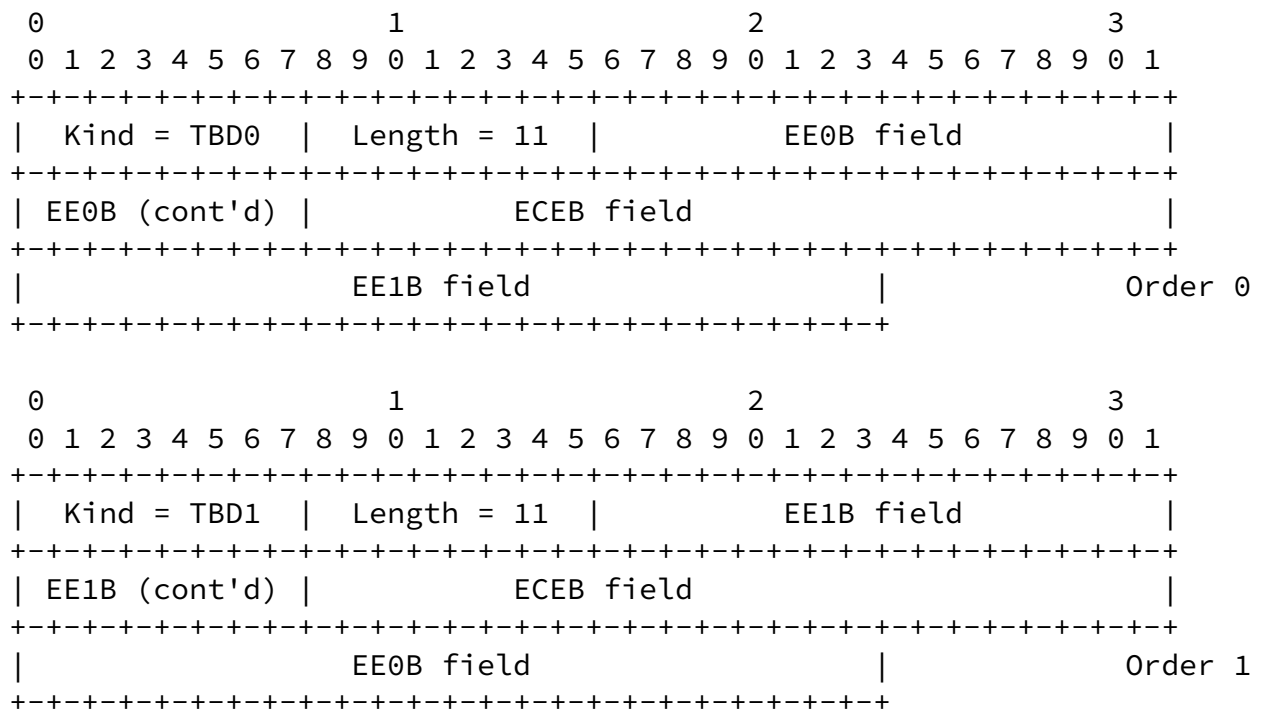 0                   1                   2                   3
 0 1 2 3 4 5 6 7 8 9 0 1 2 3 4 5 6 7 8 9 0 1 2 3 4 5 6 7 8 9 0 1
+-+-+-+-+-+-+-+-+-+-+-+-+-+-+-+-+-+-+-+-+-+-+-+-+-+-+-+-+-+-+-+-+
|  Kind = TBD0  |  Length = 11  |          EE0B field           |
+-+-+-+-+-+-+-+-+-+-+-+-+-+-+-+-+-+-+-+-+-+-+-+-+-+-+-+-+-+-+-+-+
| EE0B (cont'd) |           ECEB field                          |
+-+-+-+-+-+-+-+-+-+-+-+-+-+-+-+-+-+-+-+-+-+-+-+-+-+-+-+-+-+-+-+-+
|                  EE1B field                   |             Order 0
+-+-+-+-+-+-+-+-+-+-+-+-+-+-+-+-+-+-+-+-+-+-+-+-+

 0                   1                   2                   3
 0 1 2 3 4 5 6 7 8 9 0 1 2 3 4 5 6 7 8 9 0 1 2 3 4 5 6 7 8 9 0 1
+-+-+-+-+-+-+-+-+-+-+-+-+-+-+-+-+-+-+-+-+-+-+-+-+-+-+-+-+-+-+-+-+
|  Kind = TBD1  |  Length = 11  |          EE1B field           |
+-+-+-+-+-+-+-+-+-+-+-+-+-+-+-+-+-+-+-+-+-+-+-+-+-+-+-+-+-+-+-+-+
| EE1B (cont'd) |           ECEB field                          |
+-+-+-+-+-+-+-+-+-+-+-+-+-+-+-+-+-+-+-+-+-+-+-+-+-+-+-+-+-+-+-+-+
|                  EE0B field                   |             Order 1
+-+-+-+-+-+-+-+-+-+-+-+-+-+-+-+-+-+-+-+-+-+-+-+-+